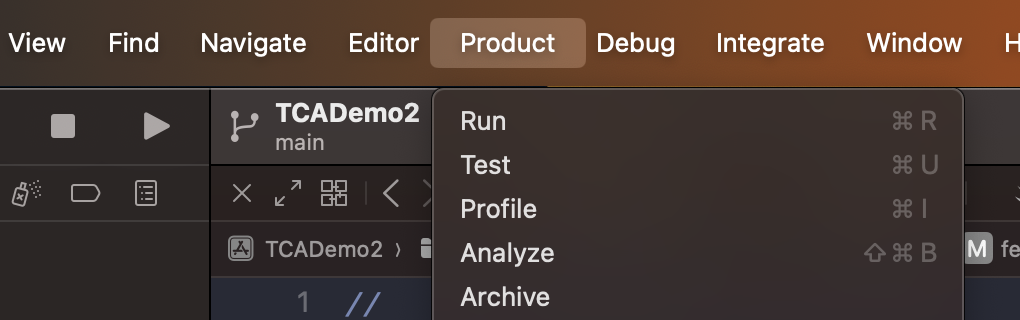 View Find Navigate Editor Product Debug Integrate Window H
TCADemo2
main
Run ⌘ R
Test ⌘ U
Profile ⌘ I
Analyze ⇧ ⌘ B
Archive
TCADemo2 〉
M fe
1 //